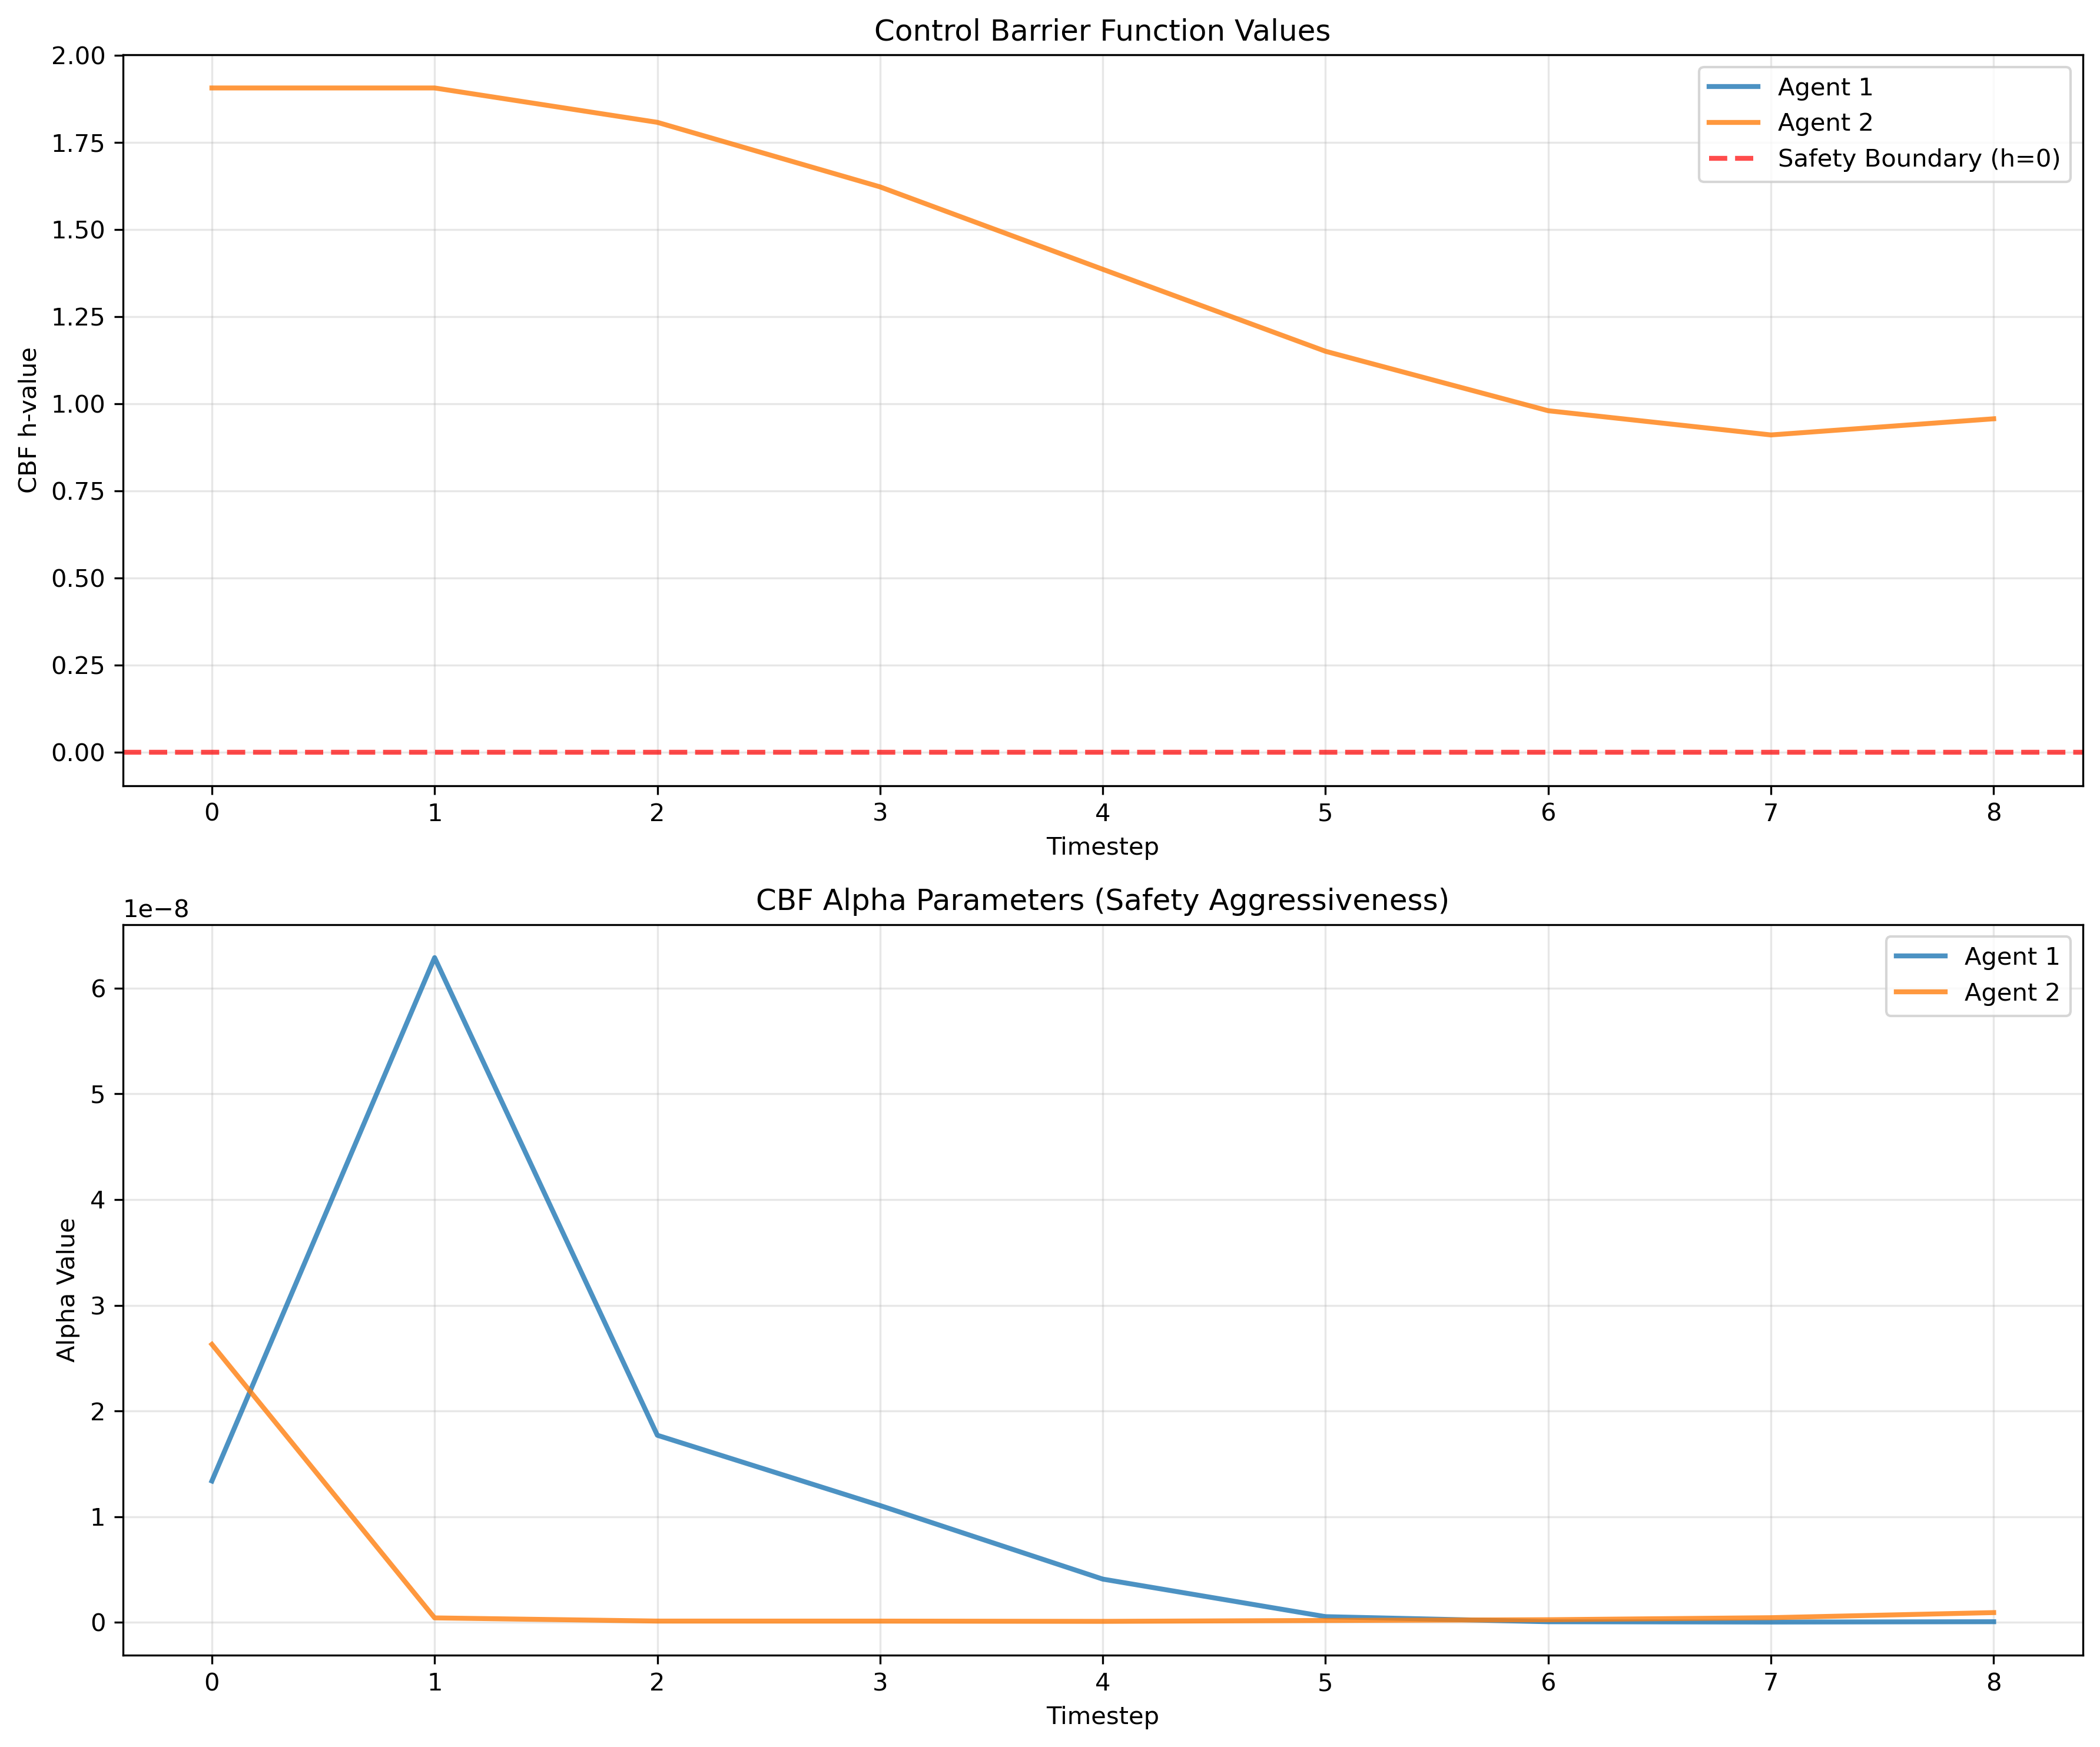 Control Barrier Function Values
2.00
1.75
1.50
1.25
1.00
0.75
0.50
0.25
0.00
CBF h-value
Agent 1
Agent 2
Safety Boundary (h=0)
0 1 2 3 4 5 6 7 8
Timestep
CBF Alpha Parameters (Safety Aggressiveness)
1e−8
6
5
4
3
2
1
0
Alpha Value
Agent 1
Agent 2
0 1 2 3 4 5 6 7 8
Timestep